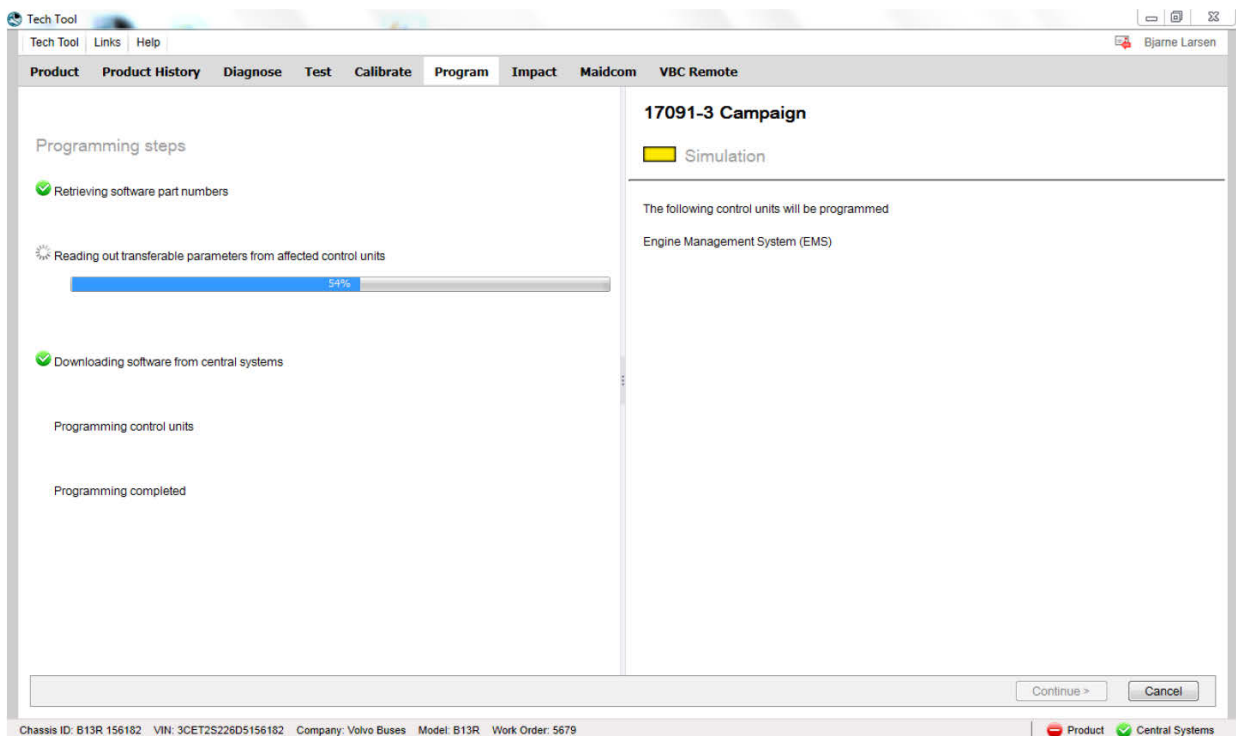 Tech Tool
Tech Tool Links Help Bjarne Larsen
Product Product History Diagnose Test Calibrate Program Impact Maidcom VBC Remote
17091-3 Campaign
Programming steps
Simulation
Retrieving software part numbers
The following control units will be programmed
Engine Management System (EMS)
Reading out transferable parameters from affected control units
54%
Downloading software from central systems
Programming control units
Programming completed
Continue > Cancel
Chassis ID: B13R 156182 VIN: 3CET2S226D5156182 Company: Volvo Buses Model: B13R Work Order: 5679 Product Central Systems